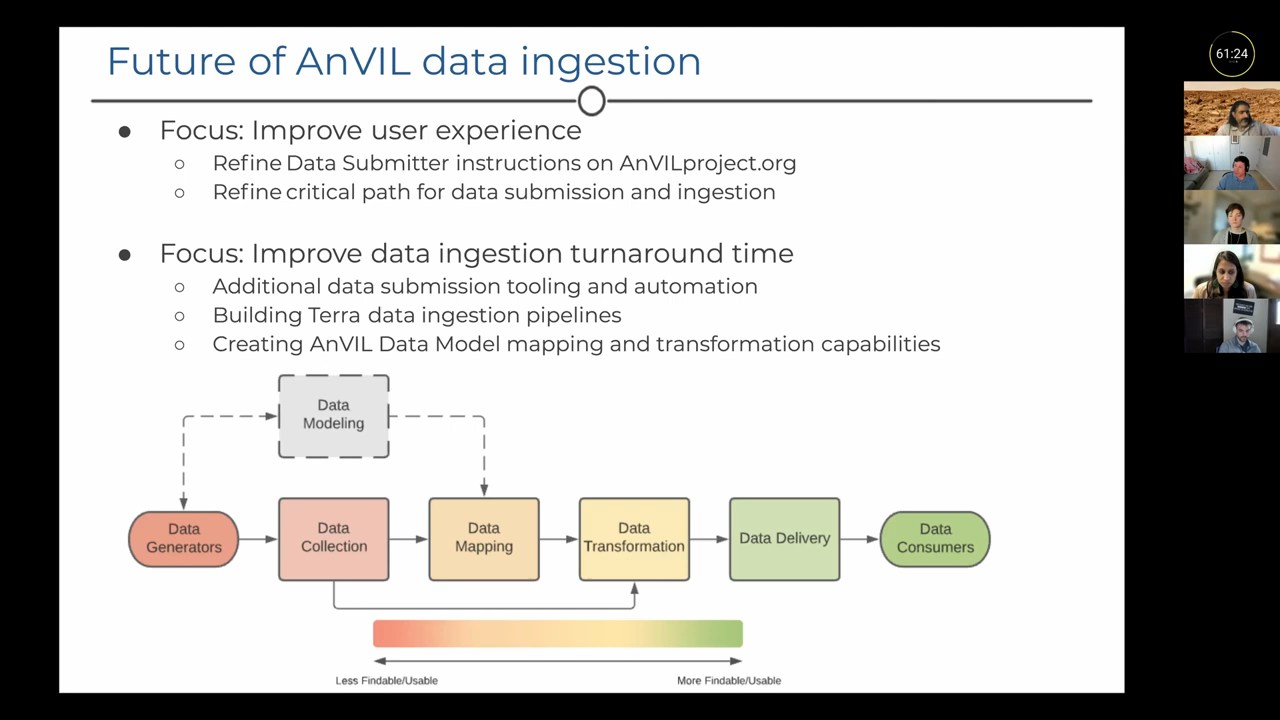 Future of AnVIL data ingestion
61:24
● Focus: Improve user experience
○ Refine Data Submitter instructions on AnVILproject.org
○ Refine critical path for data submission and ingestion
● Focus: Improve data ingestion turnaround time
○ Additional data submission tooling and automation
○ Building Terra data ingestion pipelines
○ Creating AnVIL Data Model mapping and transformation capabilities
Data
Modeling
Data
Generators
Data
Collection
Data
Mapping
Data
Transformation
Data Delivery
Data
Consumers
Less Findable/Usable
More Findable/Usable